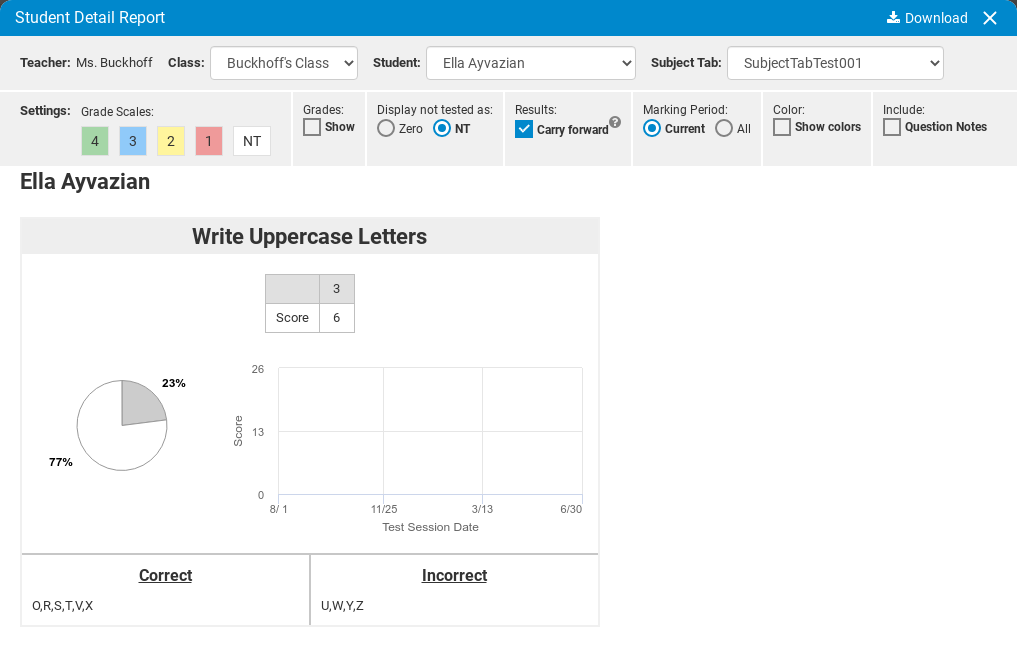 Student Detail Report
Download
Teacher: Ms. Buckhoff Class: Buckhoff's Class Student: Ella Ayvazian Subject Tab: SubjectTabTest001
Settings: Grade Scales:
4 3 2 1 NT
Grades:
Show
Display not tested as:
Zero NT
Results:
Carry forward ?
Marking Period:
Current All
Color:
Show colors
Include:
Question Notes
Ella Ayvazian
Write Uppercase Letters
3
Score 6
23%
77%
26
13
0
Score
8/ 1 11/25 3/13 6/30
Test Session Date
Correct
O,R,S,T,V,X
Incorrect
U,W,Y,Z